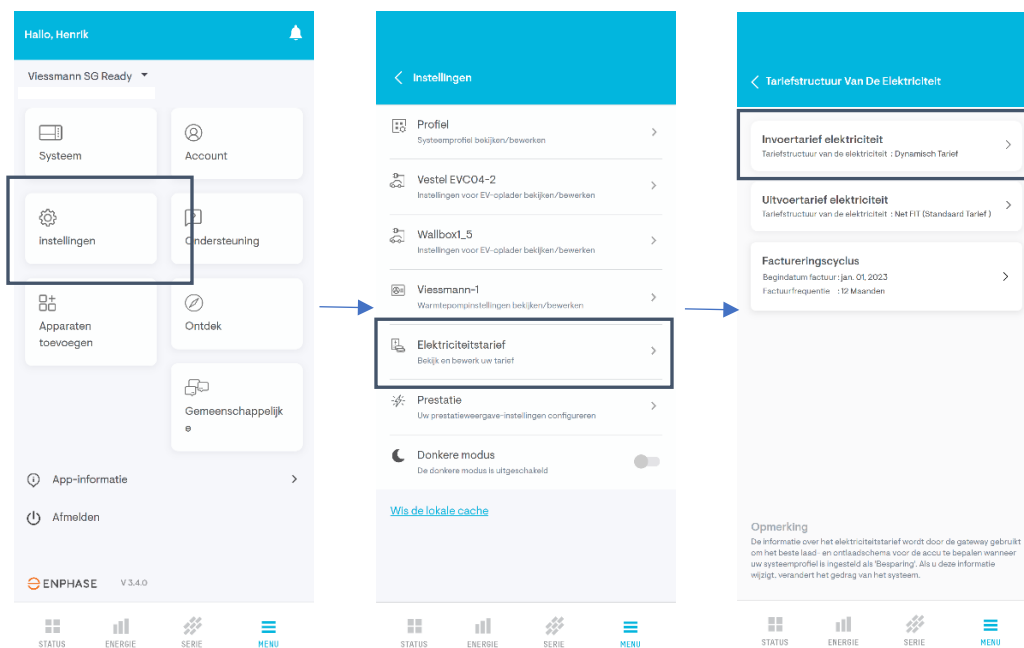 Hallo, Henrik
Viessmann SG Ready
Systeem
Account
Instellingen
Ondersteuning
Apparaten
toevoegen
Ontdek
Gemeenschappelijk
e
App-informatie
Afmelden
ENPHASE V 3.4.0
STATUS ENERGIE SERIE MENU
Instellingen
Profiel
Systeemprofiel bekijken/bewerken
Vestel EVC04-2
Instellingen voor EV-oplader bekijken/bewerken
Wallbox1_5
Instellingen voor EV-oplader bekijken/bewerken
Viessmann-1
Warmtepompinstellingen bekijken/bewerken
Elektriciteitstarief
Bekijk en bewerk uw tarief
Prestatie
Uw prestatieweergave-instellingen configureren
Donkere modus
De donkere modus is uitgeschakeld
Wis de lokale cache
STATUS ENERGIE SERIE MENU
Tariefstructuur Van De Elektriciteit
Invoertarief elektriciteit
Tariefstructuur van de elektriciteit : Dynamisch Tarief
Uitvoertarief elektriciteit
Tariefstructuur van de elektriciteit : Net FIT (Standaard Tarief )
Factureringscyclus
Begindatum factuur : jan. 01, 2023
Factuurfrequentie : 12 Maanden
Opmerking
De informatie over het elektriciteitstarief wordt door de gateway gebruikt
om het beste laad- en ontlaadschema voor de accu te bepalen wanneer
uw systeemprofiel is ingesteld als 'Besparing'. Als u deze informatie
wijzigt, verandert het gedrag van het systeem.
STATUS ENERGIE SERIE MENU